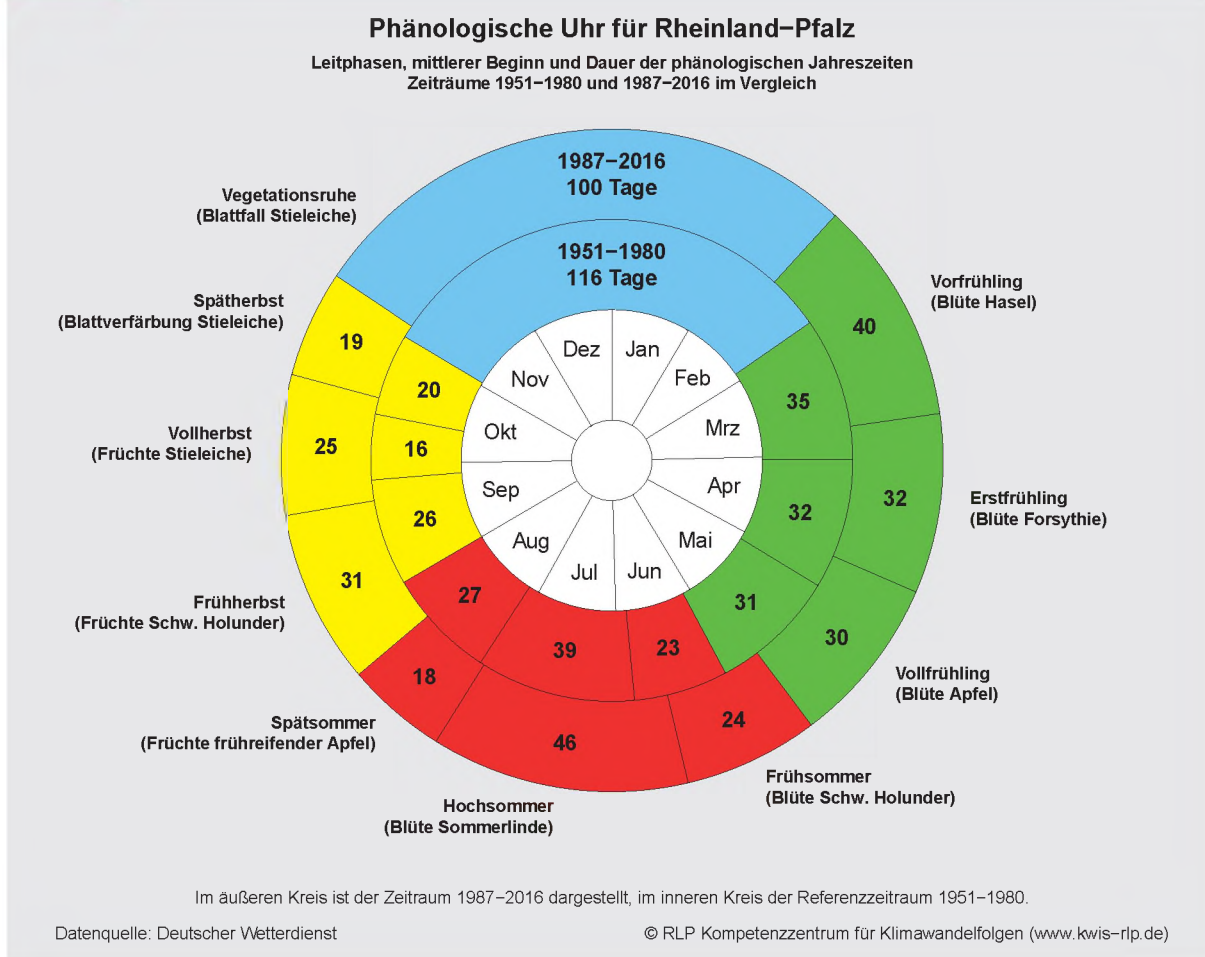 Phänologische Uhr für Rheinland-Pfalz
Leitphasen, mittlerer Beginn und Dauer der phänologischen Jahreszeiten
Zeiträume 1951-1980 und 1987-2016 im Vergleich
1987-2016
100 Tage
1951-1980
116 Tage
Vegetationsruhe
(Blattfall Stieleiche)
Vorfrühling
(Blüte Hasel)
40
35
Erstfrühling
(Blüte Forsythie)
32
32
Vollfrühling
(Blüte Apfel)
30
31
Frühsommer
(Blüte Schw. Holunder)
24
23
Hochsommer
(Blüte Sommerlinde)
46
39
Spätsommer
(Früchte frühreifender Apfel)
18
27
Frühherbst
(Früchte Schw. Holunder)
31
26
Vollherbst
(Früchte Stieleiche)
25
16
Spätherbst
(Blattverfärbung Stieleiche)
19
20
Jan
Feb
Mrz
Apr
Mai
Jun
Jul
Aug
Sep
Okt
Nov
Dez
Im äußeren Kreis ist der Zeitraum 1987-2016 dargestellt, im inneren Kreis der Referenzzeitraum 1951-1980.
Datenquelle: Deutscher Wetterdienst
© RLP Kompetenzzentrum für Klimawandelfolgen (www.kwis-rlp.de)